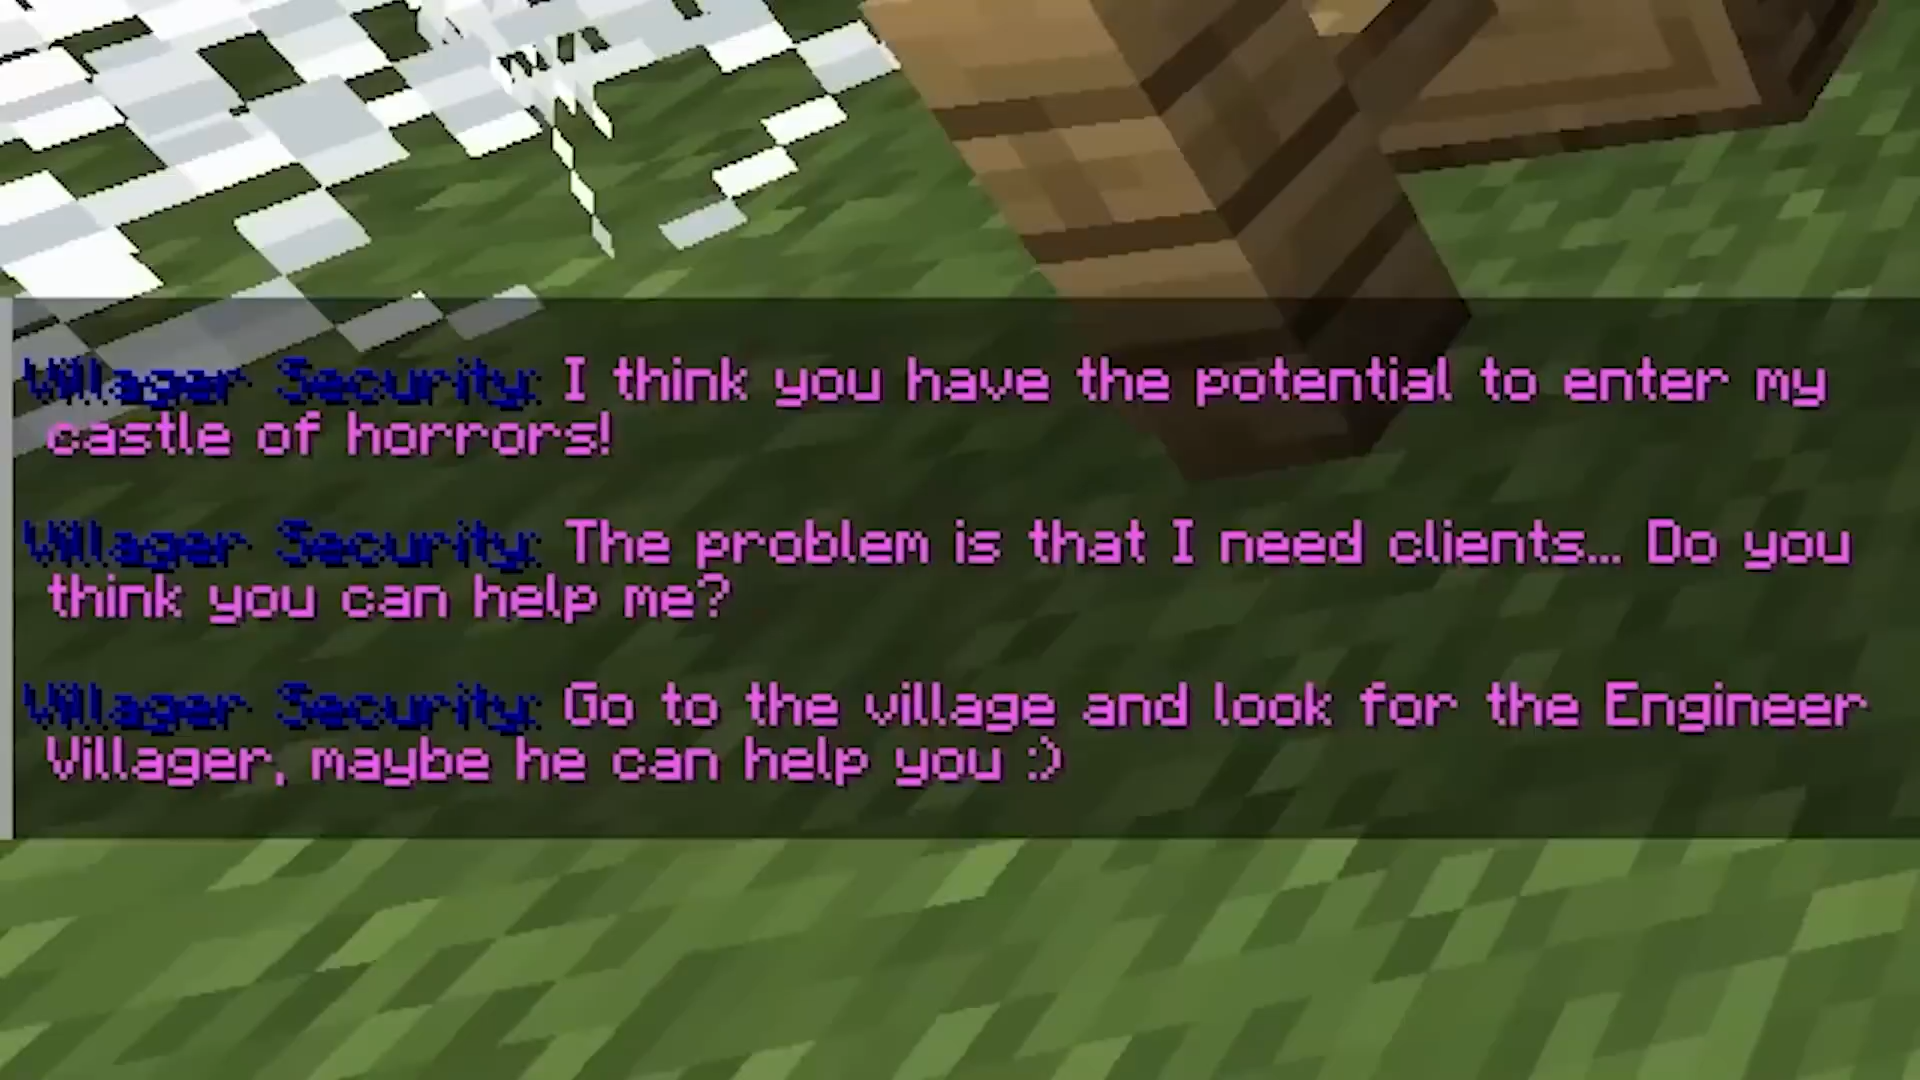 Villager Security: I think you have the potential to enter my
castle of horrors!
Villager Security: The problem is that I need clients... Do you
think you can help me?
Villager Security: Go to the village and look for the Engineer
Villager, maybe he can help you :)